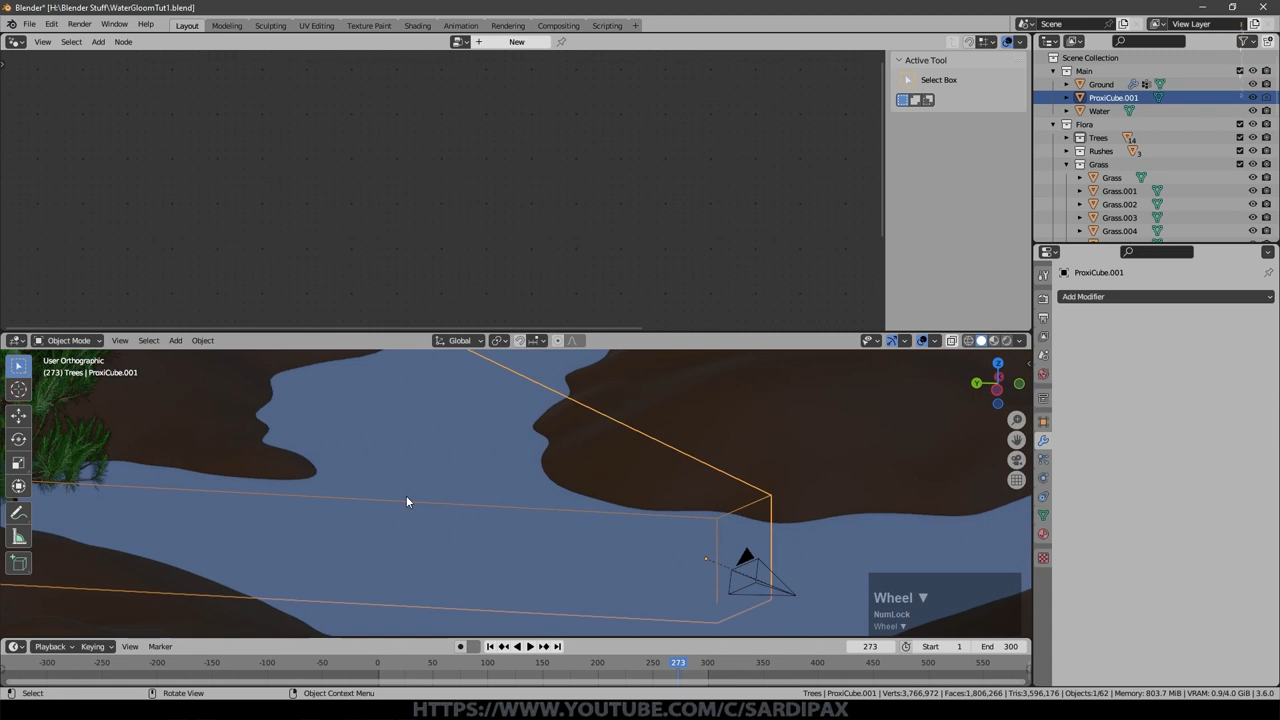 Blender* [H:\Blender Stuff\WaterGloomTut1.blend]
File Edit Render Window Help Layout Modeling Sculpting UV Editing Texture Paint Shading Animation Rendering Compositing Scripting + Scene View Layer
View Select Add Node + New
Active Tool
Select Box
Scene Collection
Main
Ground
ProxiCube.001
Water
Flora
Trees 14
Rushes 3
Grass
Grass
Grass.001
Grass.002
Grass.003
Grass.004
ProxiCube.001
Add Modifier
Object Mode View Select Add Object Global
User Orthographic
(273) Trees | ProxiCube.001
Z
Y
Wheel ▼
NumLock
Wheel ▼
Playback Keying View Marker 273 Start 1 End 300
-300 -250 -200 -150 -100 -50 0 50 100 150 200 250 273 300 350 400 450 500 550
Select Rotate View Object Context Menu Trees | ProxiCube.001 | Verts:3,766,972 | Faces:1,806,266 | Tris:3,596,176 | Objects:1/62 | Memory: 803.7 MiB | VRAM: 0.9/4.0 GiB | 3.6.0
HTTPS://WWW.YOUTUBE.COM/C/SARDIPAX